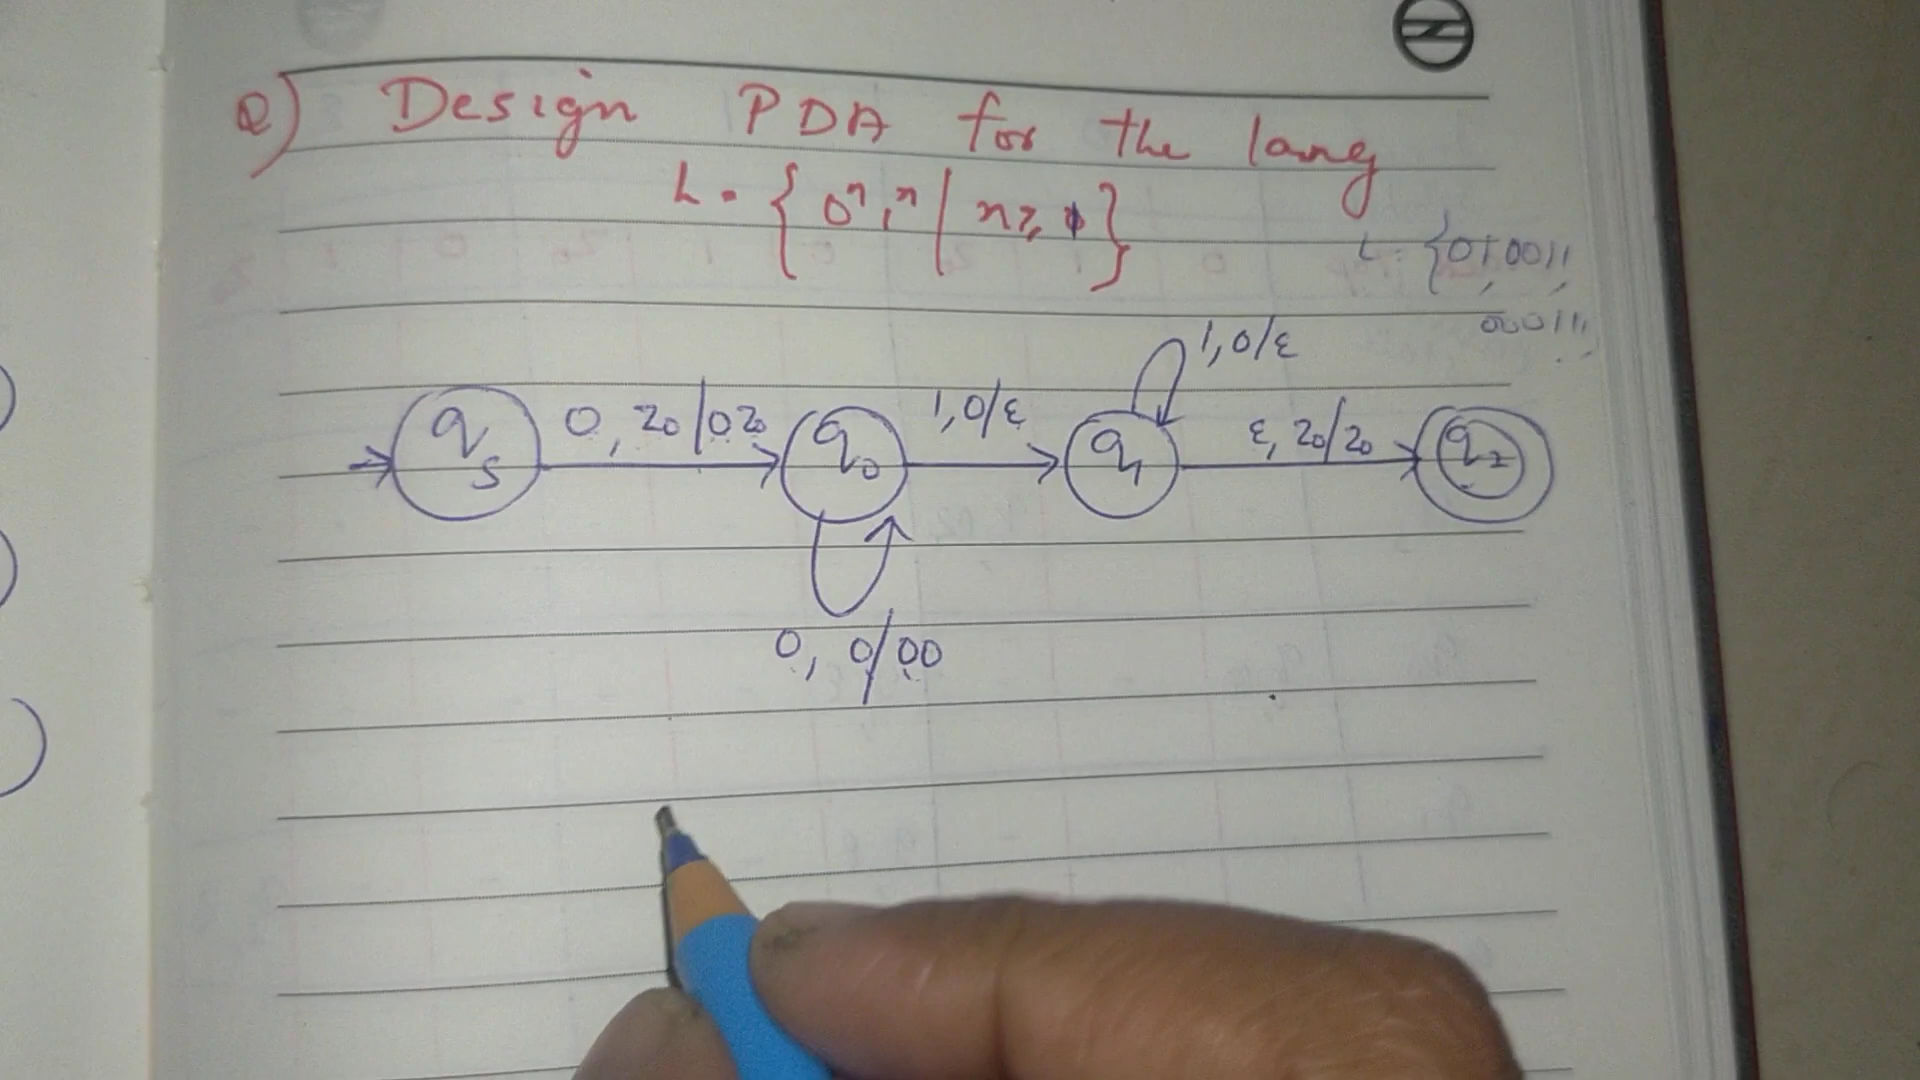 Q) Design PDA for the lang
L = {0ⁿ1ⁿ | n ≥ 1}
L = {01, 0011,
000111,
1,0/ε
qs 0, z0/0z0 q0 1,0/ε q1 ε, z0/z0 q2
0, 0/00